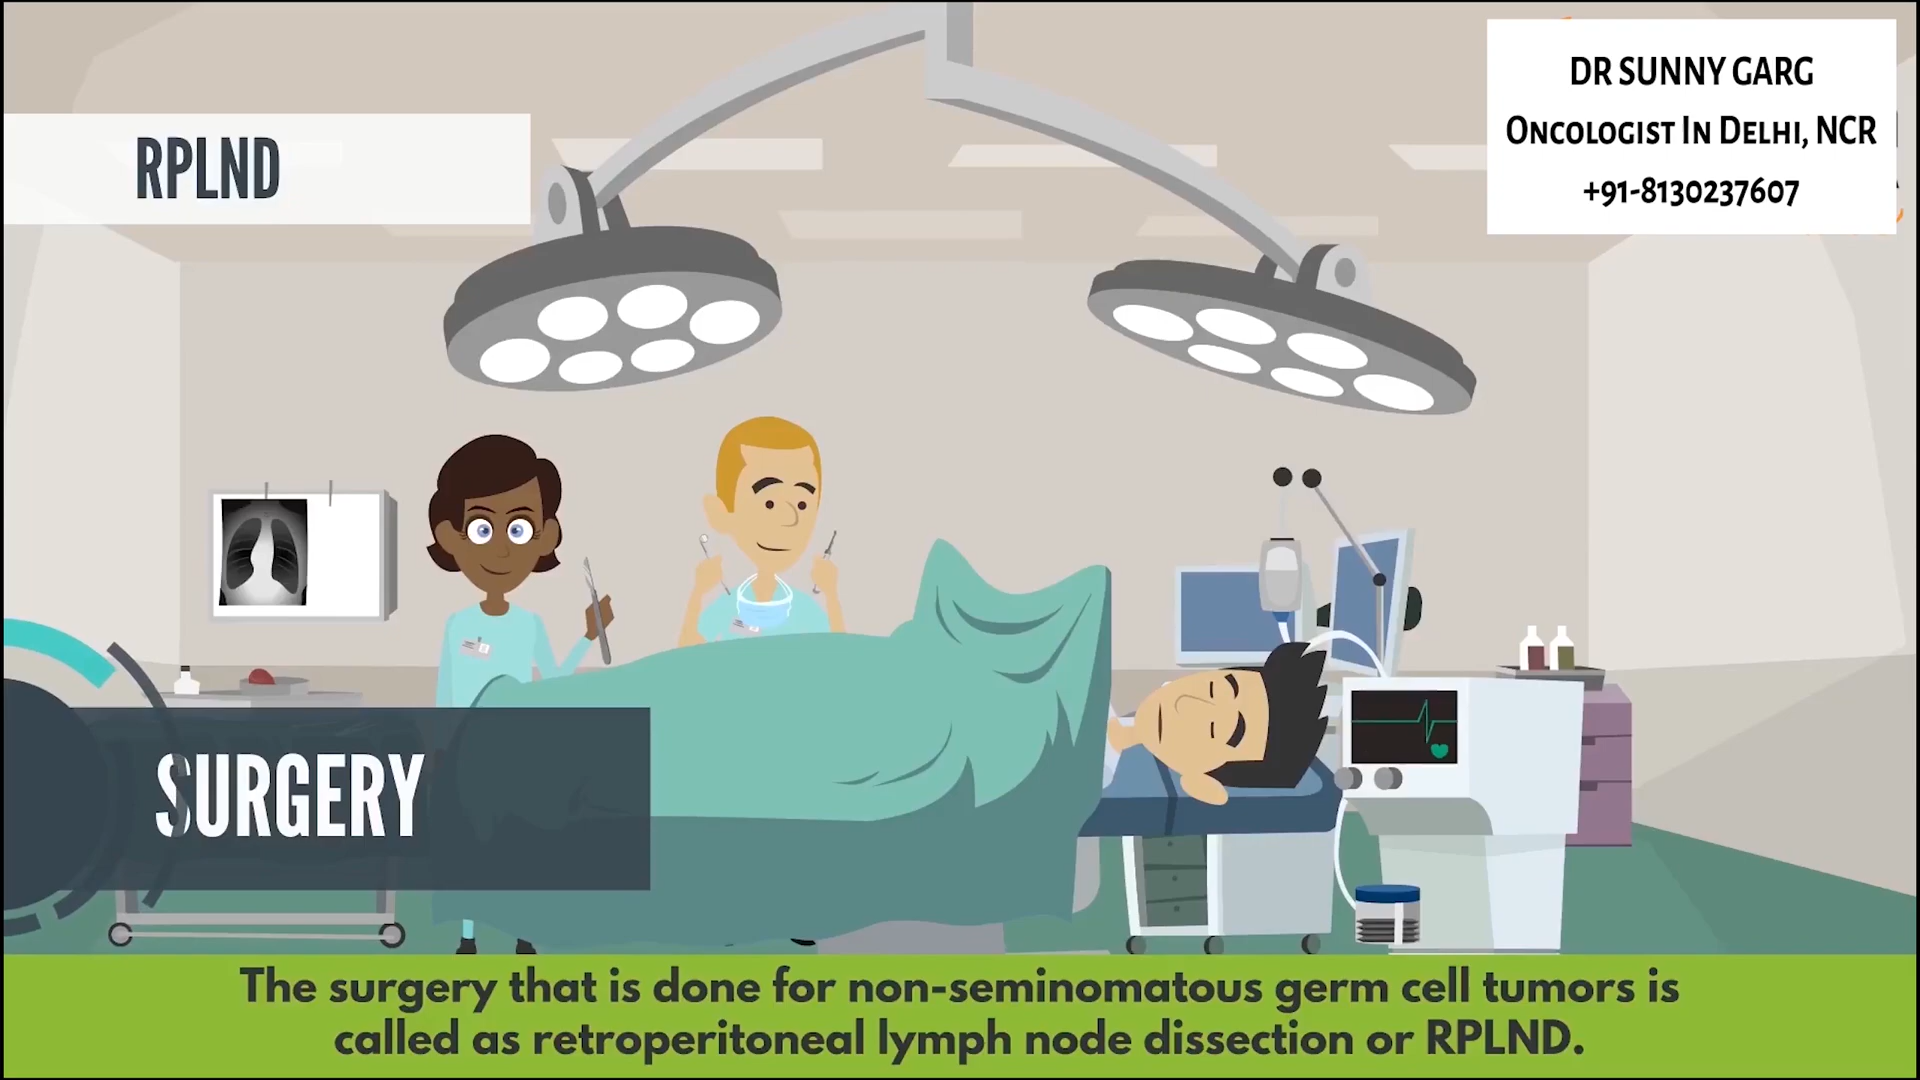 RPLND
DR SUNNY GARG
ONCOLOGIST IN DELHI, NCR
+91-8130237607
SURGERY
The surgery that is done for non-seminomatous germ cell tumors is
called as retroperitoneal lymph node dissection or RPLND.